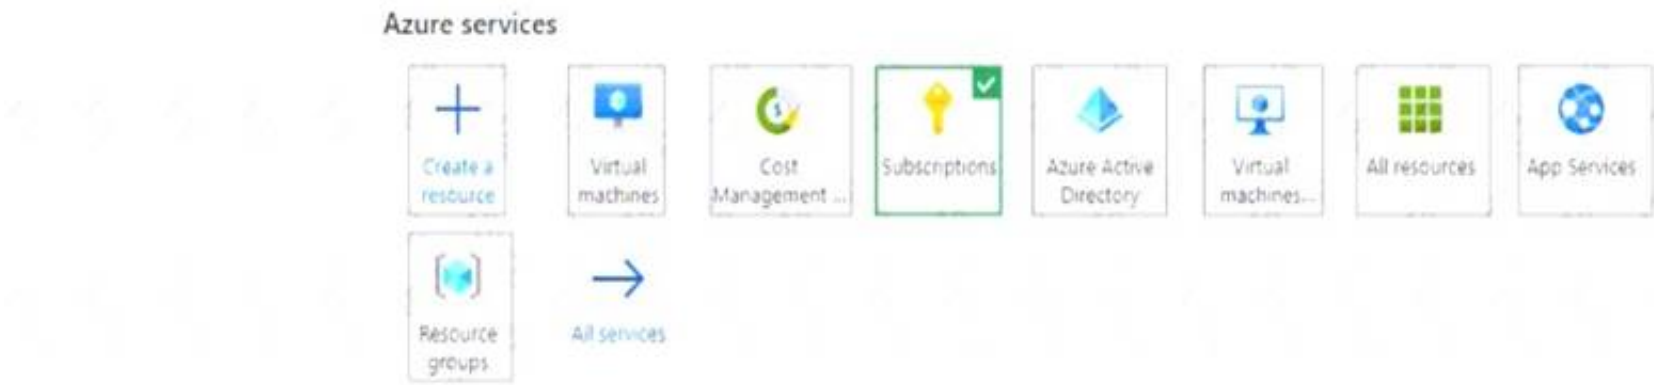 Azure services
Create a resource
Virtual machines
Cost Management ...
Subscriptions
Azure Active Directory
Virtual machines...
All resources
App Services
Resource groups
All services